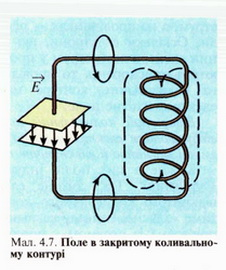 E
Мал. 4.7. Поле в закритому коливально-
му контурі